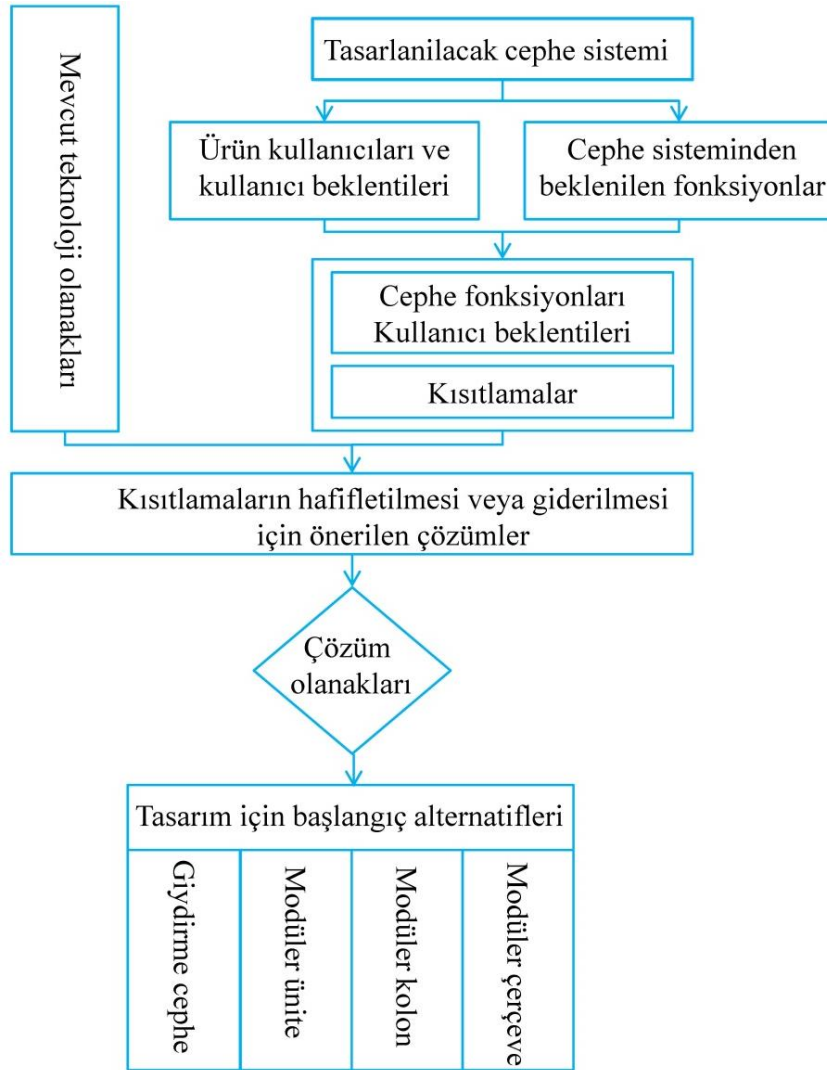 Mevcut teknoloji olanakları
Tasarlanilacak cephe sistemi
Ürün kullanıcıları ve
kullanıcı beklentileri
Cephe sisteminden
beklenilen fonksiyonlar
Cephe fonksiyonları
Kullanıcı beklentileri
Kısıtlamalar
Kısıtlamaların hafifletilmesi veya giderilmesi
için önerilen çözümler
Çözüm
olanakları
Tasarım için başlangıç alternatifleri
Giydirme cephe
Modüler ünite
Modüler kolon
Modüler çerçeve